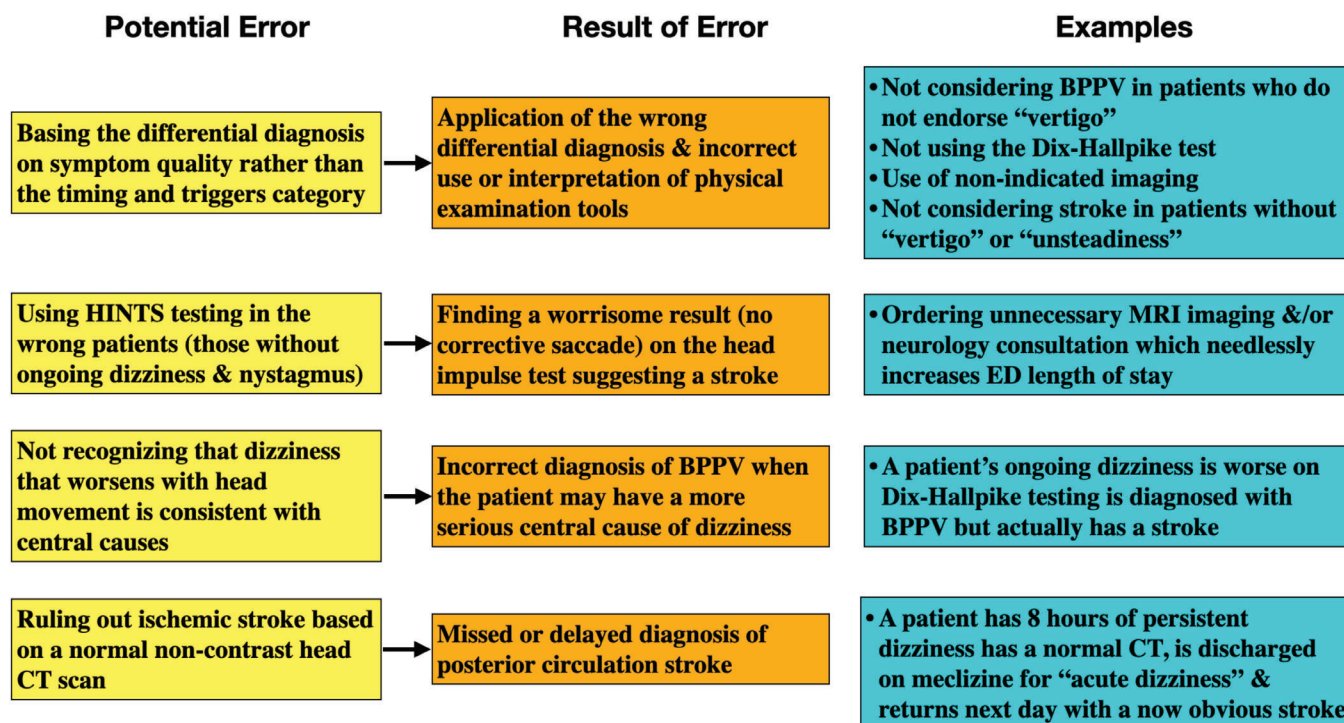 Potential Error
Result of Error
Examples
Basing the differential diagnosis
on symptom quality rather than
the timing and triggers category
Application of the wrong
differential diagnosis & incorrect
use or interpretation of physical
examination tools
• Not considering BPPV in patients who do
not endorse “vertigo”
• Not using the Dix-Hallpike test
• Use of non-indicated imaging
• Not considering stroke in patients without
“vertigo” or “unsteadiness”
Using HINTS testing in the
wrong patients (those without
ongoing dizziness & nystagmus)
Finding a worrisome result (no
corrective saccade) on the head
impulse test suggesting a stroke
• Ordering unnecessary MRI imaging &/or
neurology consultation which needlessly
increases ED length of stay
Not recognizing that dizziness
that worsens with head
movement is consistent with
central causes
Incorrect diagnosis of BPPV when
the patient may have a more
serious central cause of dizziness
• A patient’s ongoing dizziness is worse on
Dix-Hallpike testing is diagnosed with
BPPV but actually has a stroke
Ruling out ischemic stroke based
on a normal non-contrast head
CT scan
Missed or delayed diagnosis of
posterior circulation stroke
• A patient has 8 hours of persistent
dizziness has a normal CT, is discharged
on meclizine for “acute dizziness” &
returns next day with a now obvious stroke